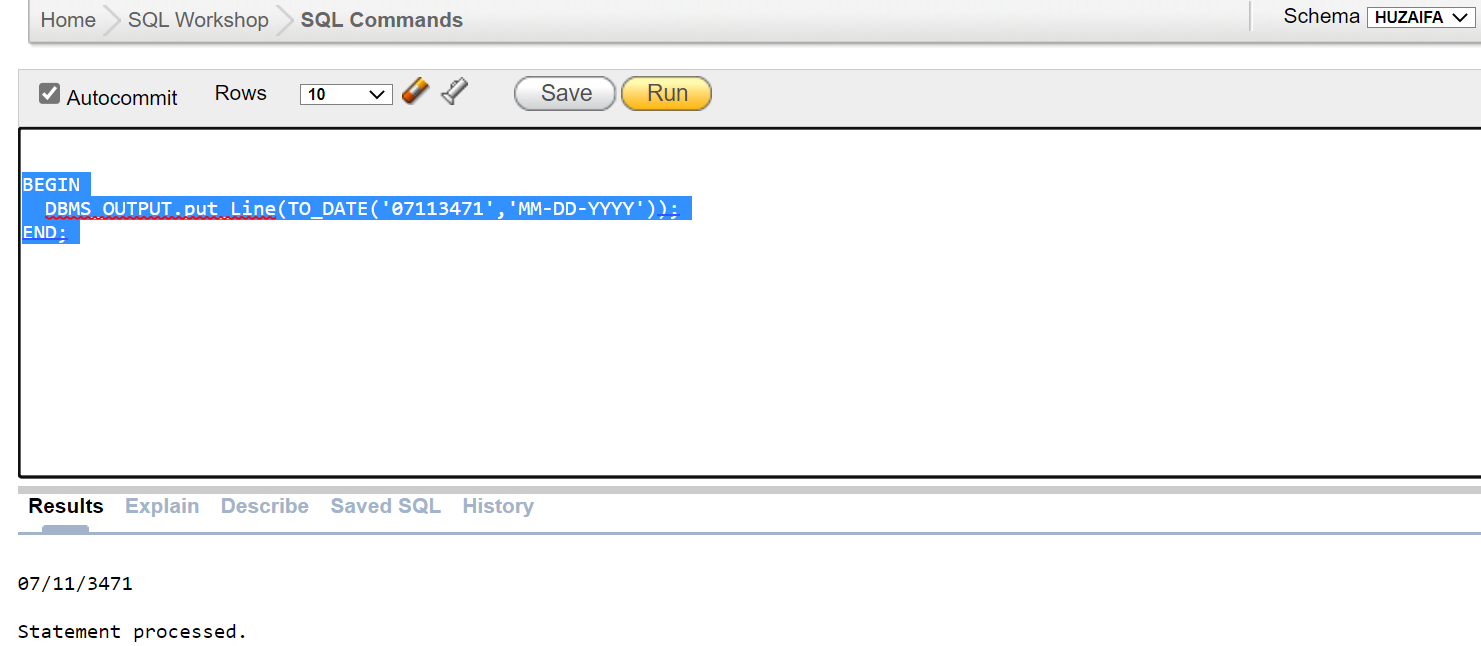 Home SQL Workshop SQL Commands Schema HUZAIFA
Autocommit Rows 10 Save Run
BEGIN
DBMS_OUTPUT.put_Line(TO_DATE('07113471','MM-DD-YYYY'));
END;
Results Explain Describe Saved SQL History
07/11/3471
Statement processed.